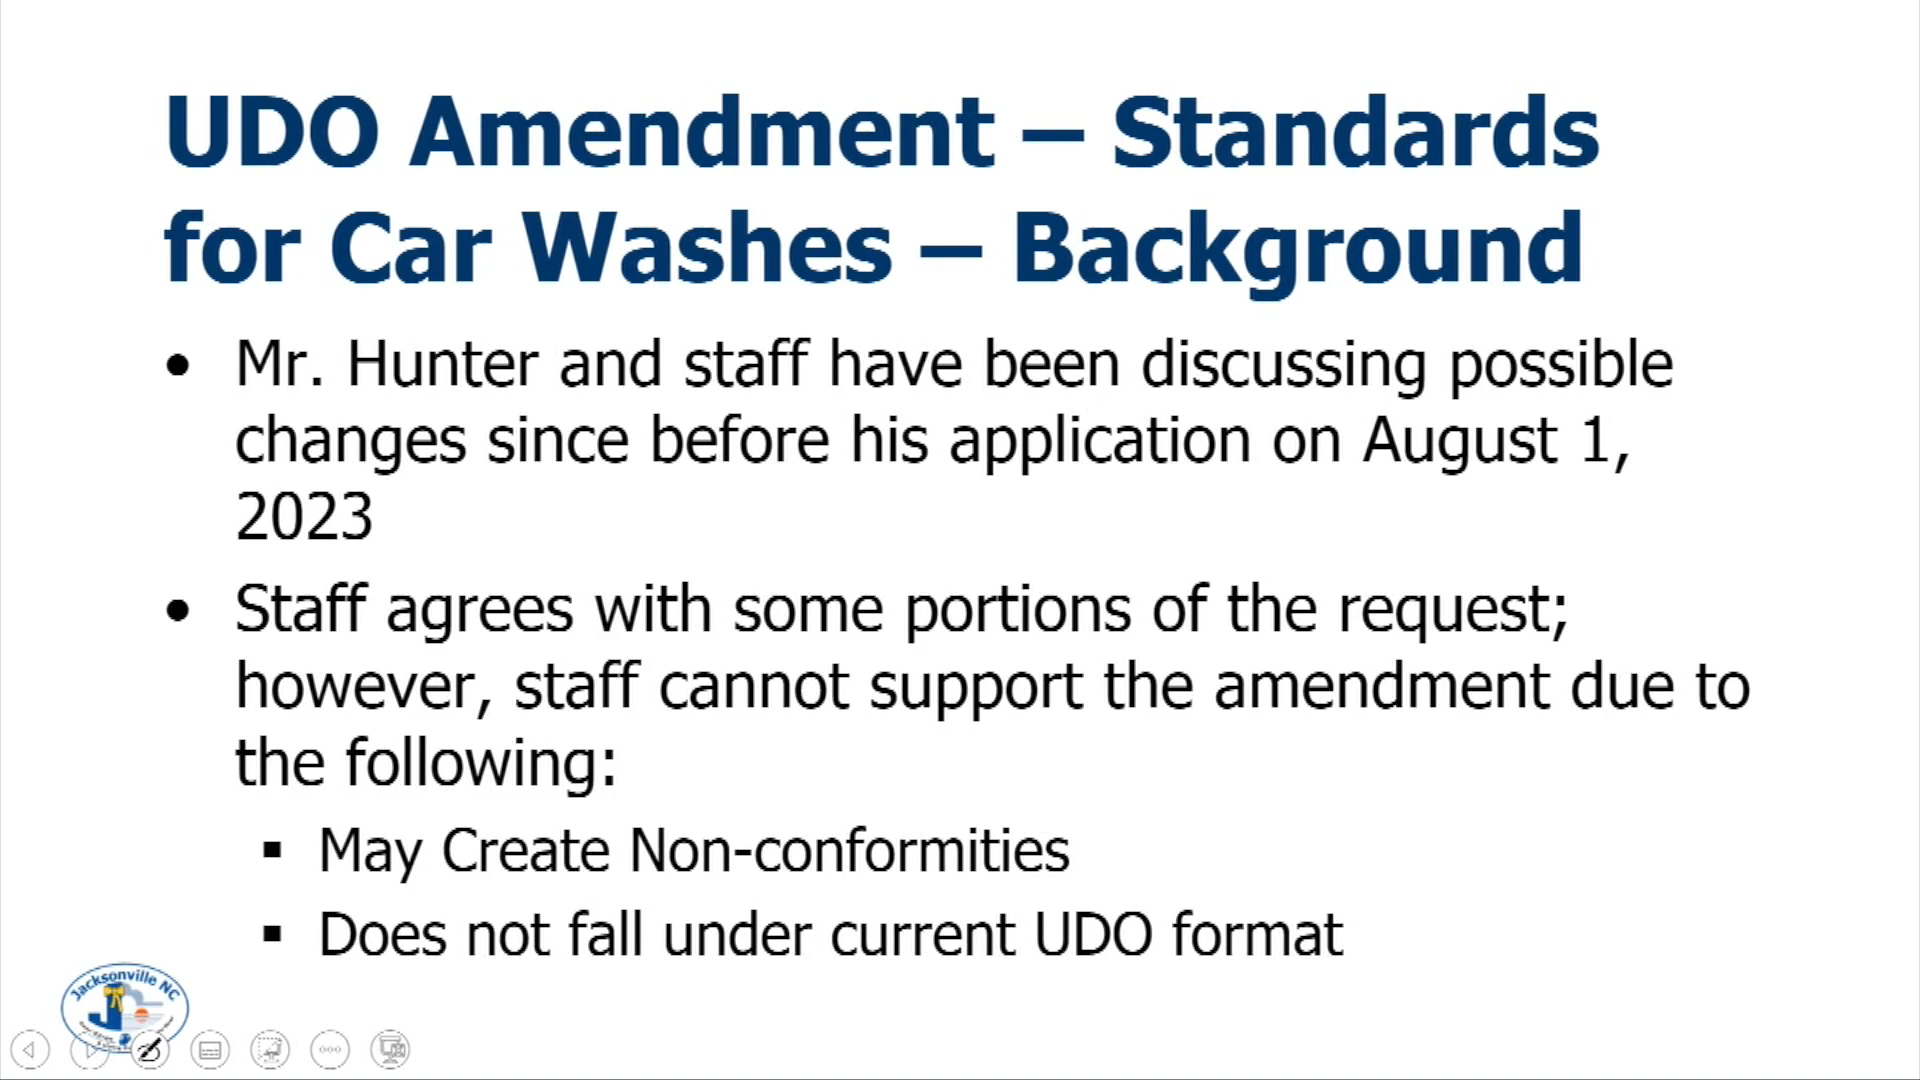 UDO Amendment – Standards
for Car Washes – Background
• Mr. Hunter and staff have been discussing possible
changes since before his application on August 1,
2023
• Staff agrees with some portions of the request;
however, staff cannot support the amendment due to
the following:
▪ May Create Non-conformities
▪ Does not fall under current UDO format
Jacksonville NC